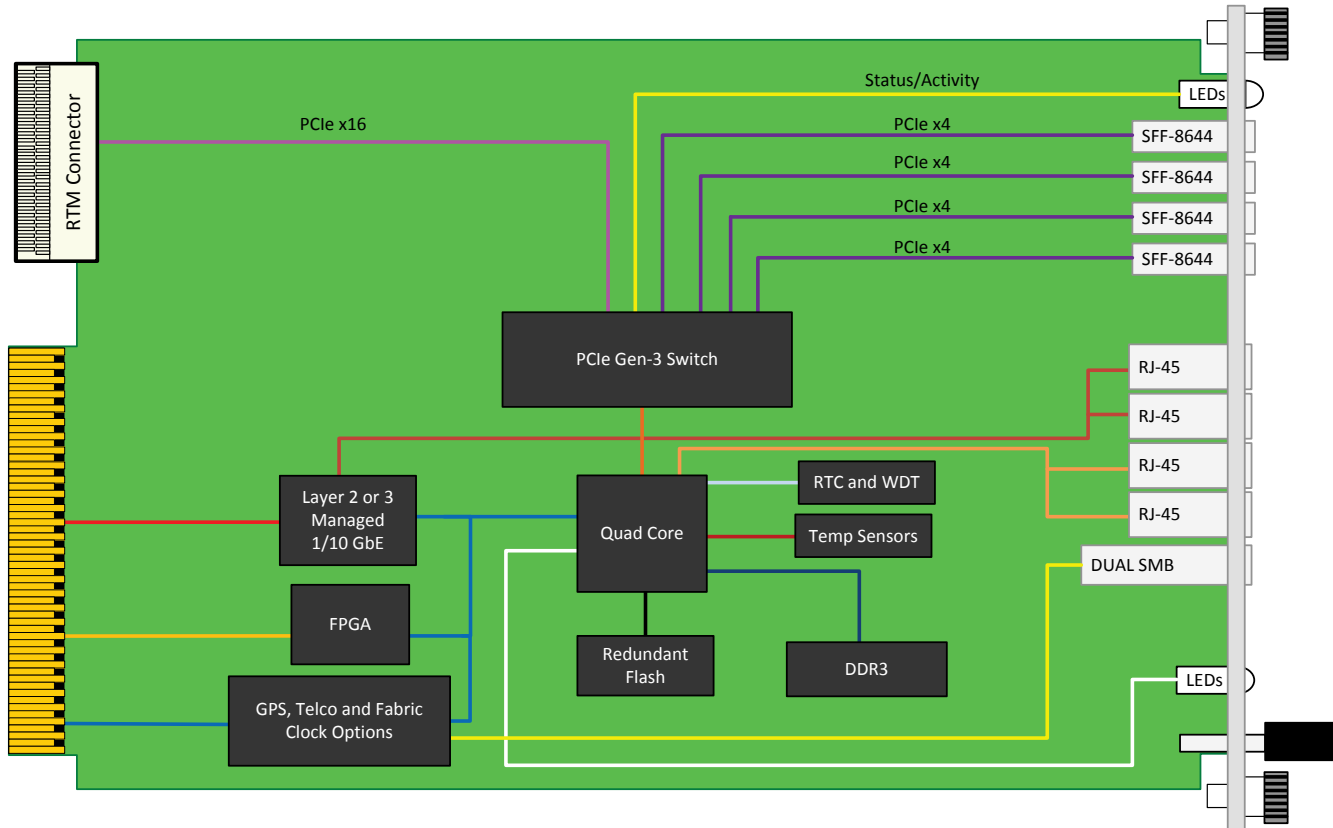 Status/Activity
LEDs
RTM Connector
PCIe x16
PCIe x4
SFF-8644
PCIe x4
SFF-8644
PCIe x4
SFF-8644
PCIe x4
SFF-8644
PCIe Gen-3 Switch
RJ-45
RJ-45
RJ-45
RJ-45
Layer 2 or 3
Managed
1/10 GbE
Quad Core
RTC and WDT
Temp Sensors
DUAL SMB
FPGA
Redundant
Flash
DDR3
LEDs
GPS, Telco and Fabric
Clock Options